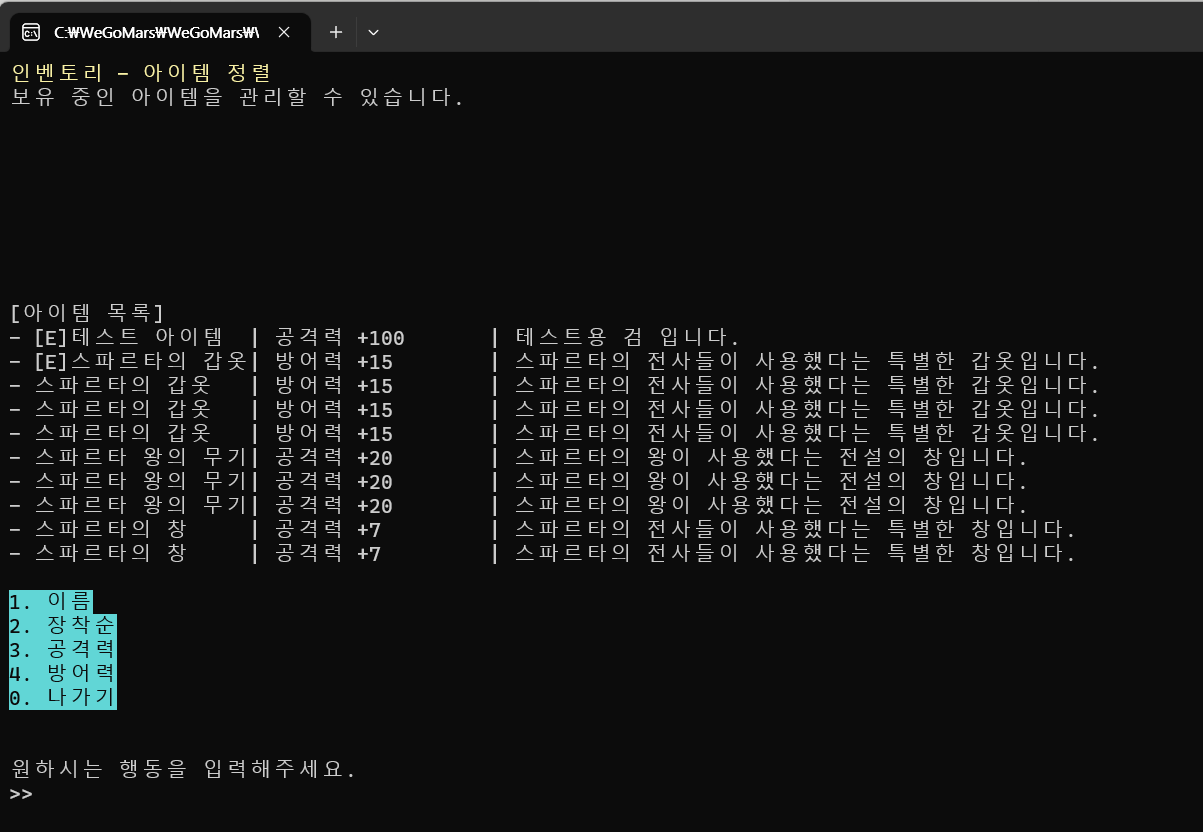 C:₩WeGoMars₩WeGoMars₩\
인벤토리 - 아이템 정렬
보유 중인 아이템을 관리할 수 있습니다.
[아이템 목록]
- [E]테스트 아이템 | 공격력 +100 | 테스트용 검 입니다.
- [E]스파르타의 갑옷| 방어력 +15 | 스파르타의 전사들이 사용했다는 특별한 갑옷입니다.
- 스파르타의 갑옷 | 방어력 +15 | 스파르타의 전사들이 사용했다는 특별한 갑옷입니다.
- 스파르타의 갑옷 | 방어력 +15 | 스파르타의 전사들이 사용했다는 특별한 갑옷입니다.
- 스파르타의 갑옷 | 방어력 +15 | 스파르타의 전사들이 사용했다는 특별한 갑옷입니다.
- 스파르타 왕의 무기| 공격력 +20 | 스파르타의 왕이 사용했다는 전설의 창입니다.
- 스파르타 왕의 무기| 공격력 +20 | 스파르타의 왕이 사용했다는 전설의 창입니다.
- 스파르타 왕의 무기| 공격력 +20 | 스파르타의 왕이 사용했다는 전설의 창입니다.
- 스파르타의 창 | 공격력 +7 | 스파르타의 전사들이 사용했다는 특별한 창입니다.
- 스파르타의 창 | 공격력 +7 | 스파르타의 전사들이 사용했다는 특별한 창입니다.
1. 이름
2. 장착순
3. 공격력
4. 방어력
0. 나가기
원하시는 행동을 입력해주세요.
>>